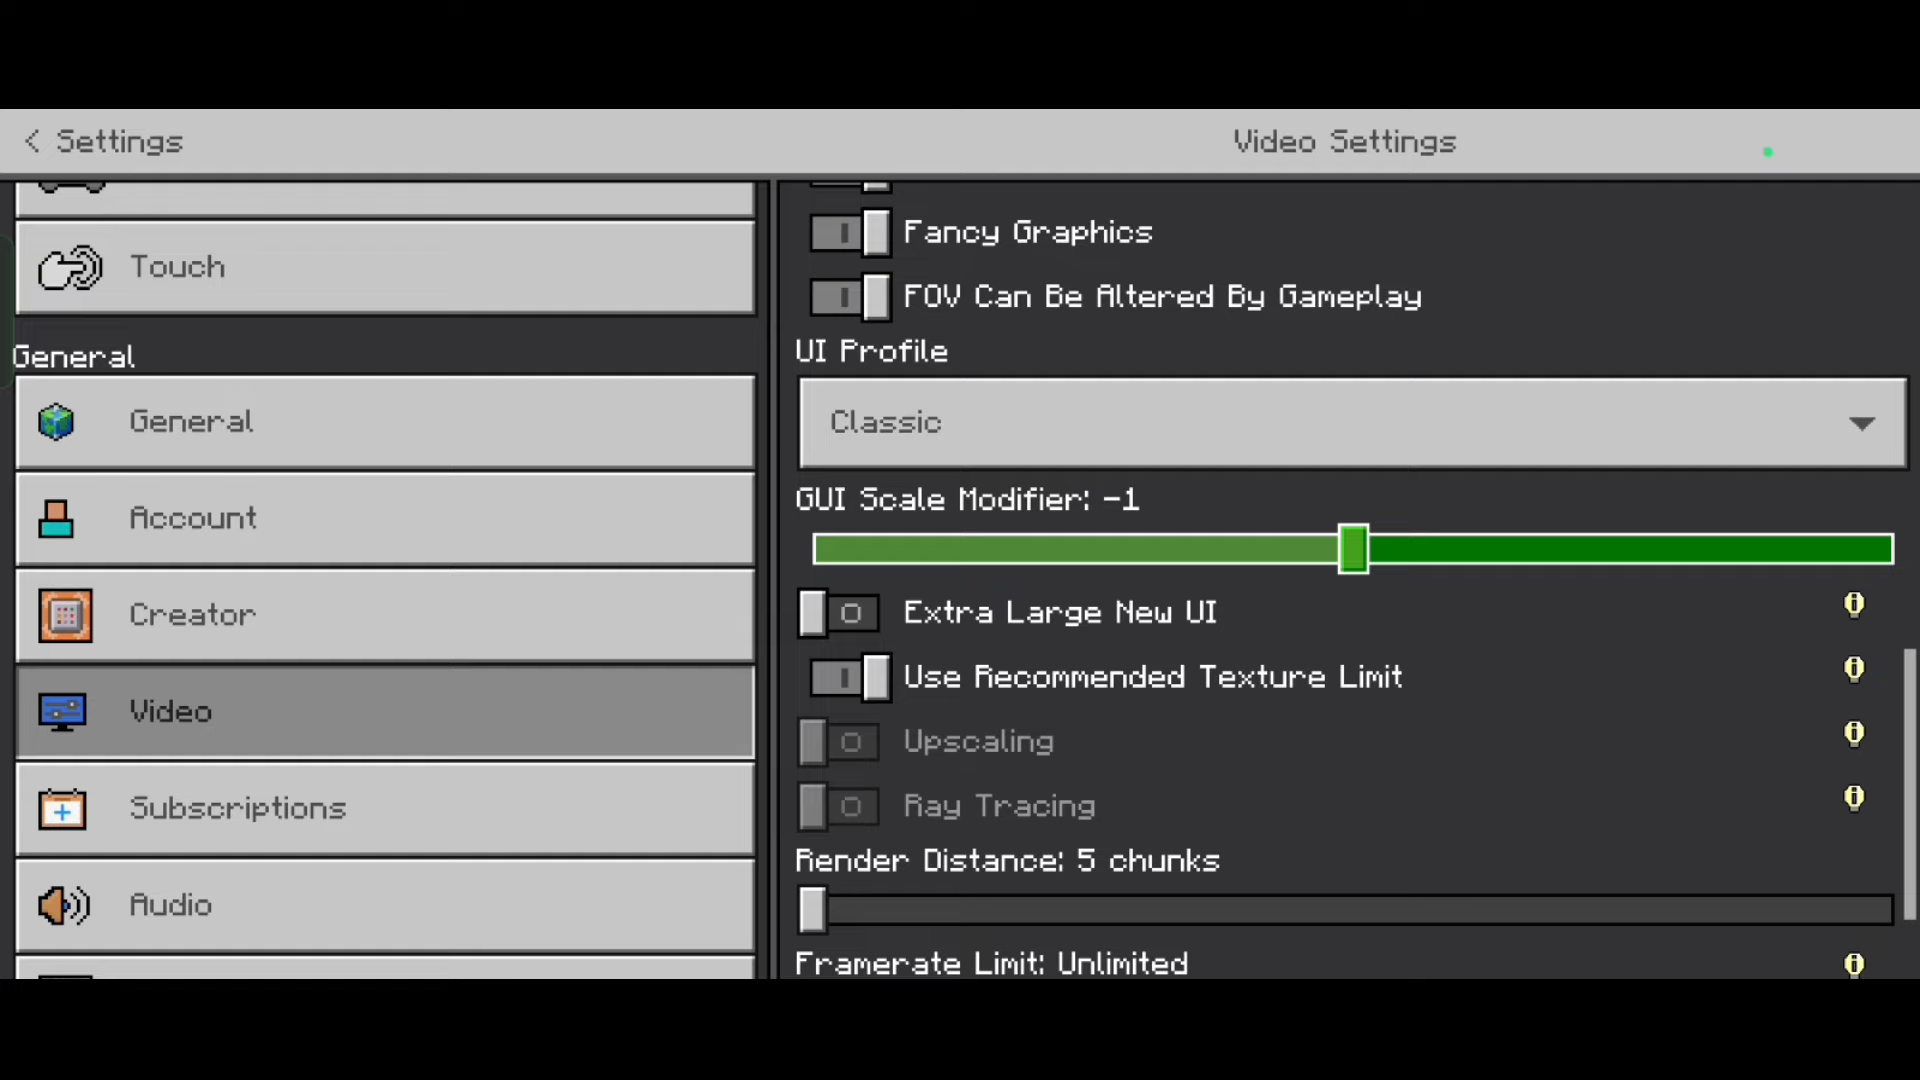 Settings
Video Settings
Touch
General
General
Account
Creator
Video
Subscriptions
Audio
Fancy Graphics
FOV Can Be Altered By Gameplay
UI Profile
Classic
GUI Scale Modifier: -1
Extra Large New UI
Use Recommended Texture Limit
Upscaling
Ray Tracing
Render Distance: 5 chunks
Framerate Limit: Unlimited